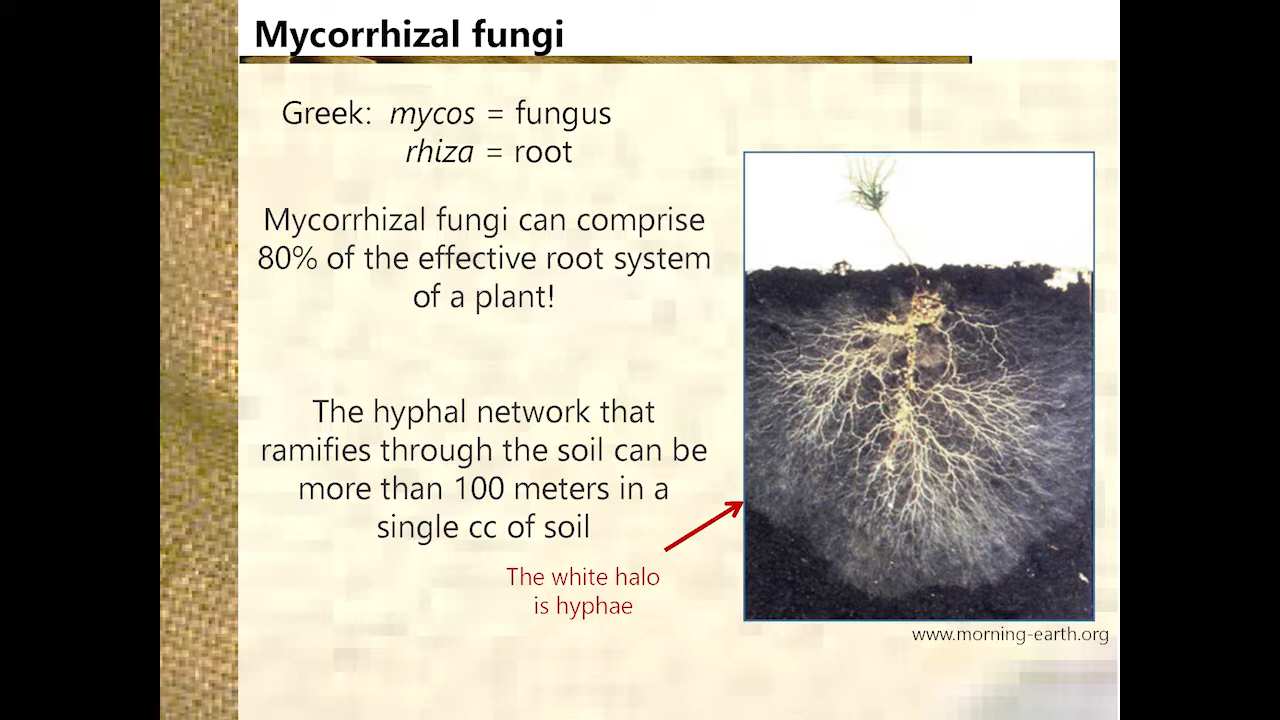 Mycorrhizal fungi
Greek: mycos = fungus
rhiza = root
Mycorrhizal fungi can comprise
80% of the effective root system
of a plant!
The hyphal network that
ramifies through the soil can be
more than 100 meters in a
single cc of soil
The white halo
is hyphae
www.morning-earth.org